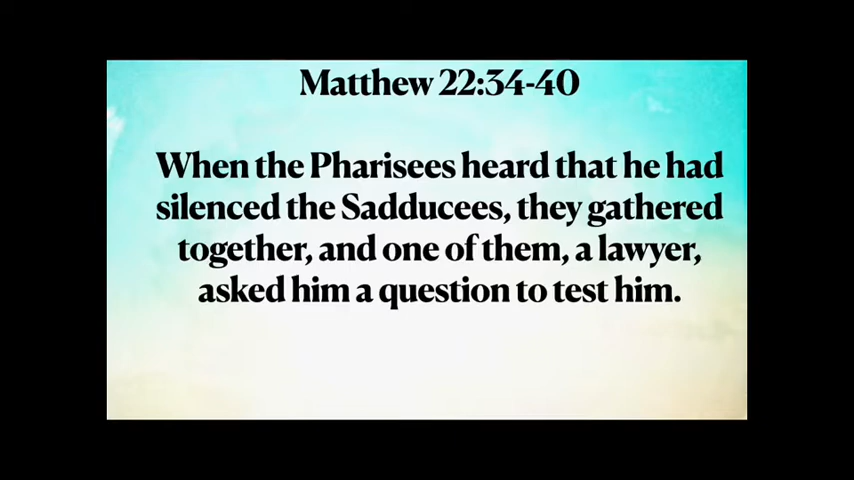 Matthew 22:34-40
When the Pharisees heard that he had
silenced the Sadducees, they gathered
together, and one of them, a lawyer,
asked him a question to test him.